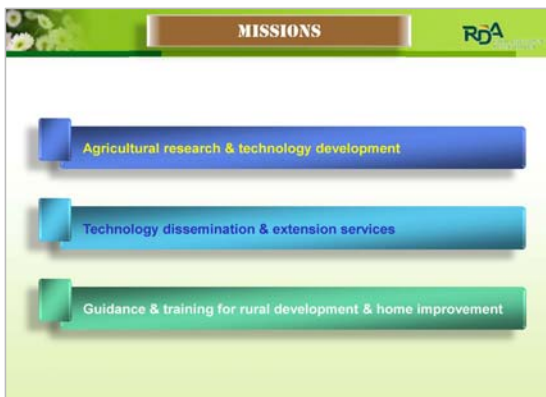 MISSIONS
RDA
Agricultural research & technology development
Technology dissemination & extension services
Guidance & training for rural development & home improvement